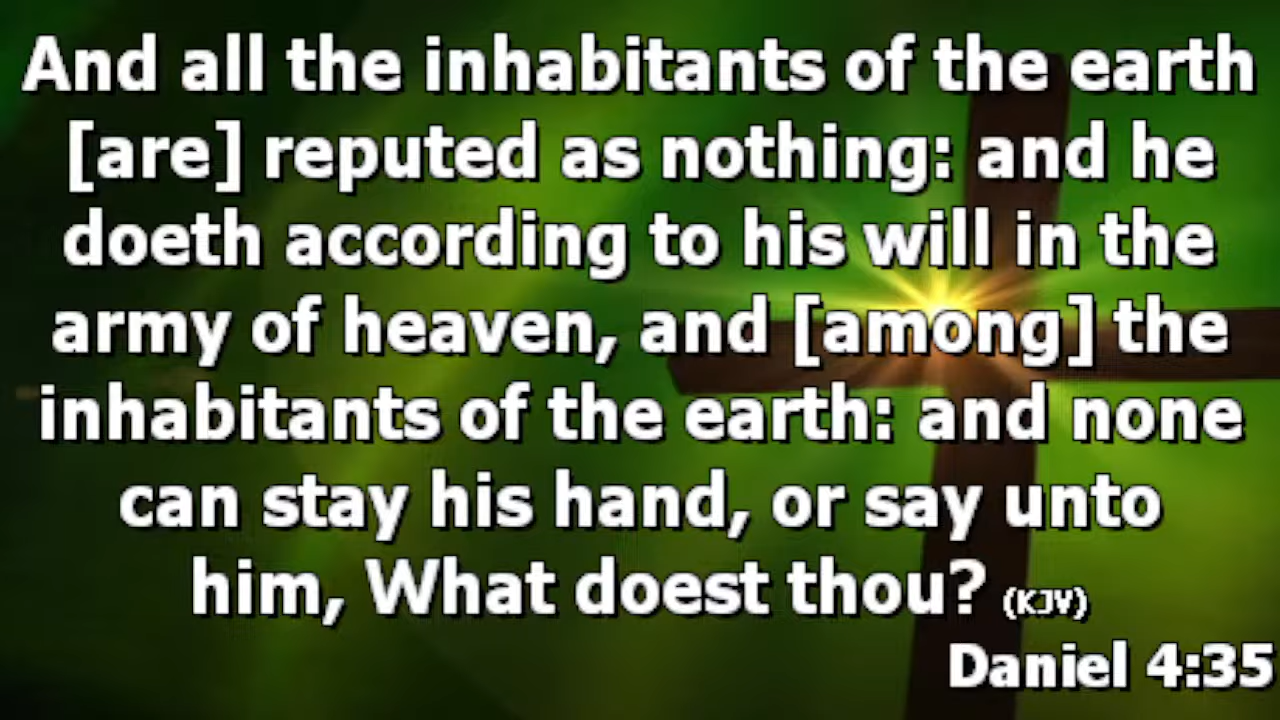 And all the inhabitants of the earth
[are] reputed as nothing: and he
doeth according to his will in the
army of heaven, and [among] the
inhabitants of the earth: and none
can stay his hand, or say unto
him, What doest thou? (KJV)
Daniel 4:35